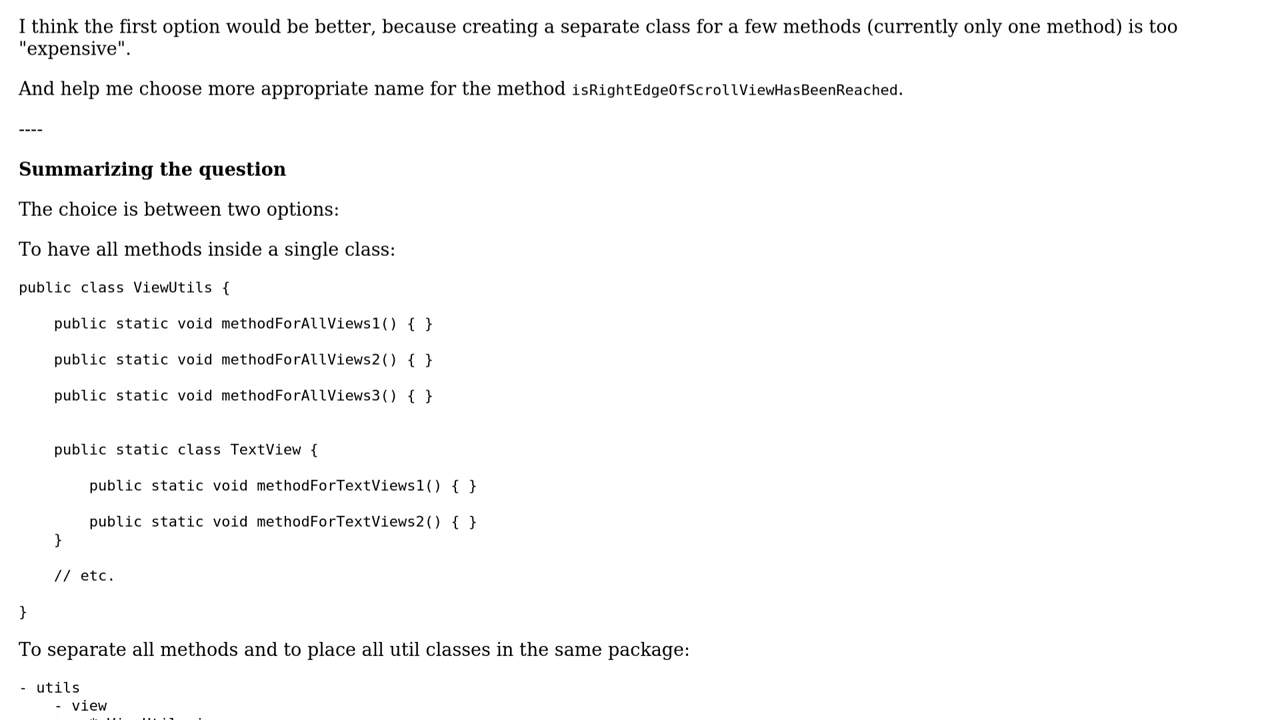 I think the first option would be better, because creating a separate class for a few methods (currently only one method) is too
"expensive".
And help me choose more appropriate name for the method isRightEdgeOfScrollViewHasBeenReached.
----
Summarizing the question
The choice is between two options:
To have all methods inside a single class:
public class ViewUtils {
    public static void methodForAllViews1() { }
    public static void methodForAllViews2() { }
    public static void methodForAllViews3() { }
    public static class TextView {
        public static void methodForTextViews1() { }
        public static void methodForTextViews2() { }
    }
    // etc.
}
To separate all methods and to place all util classes in the same package:
- utils
    - view